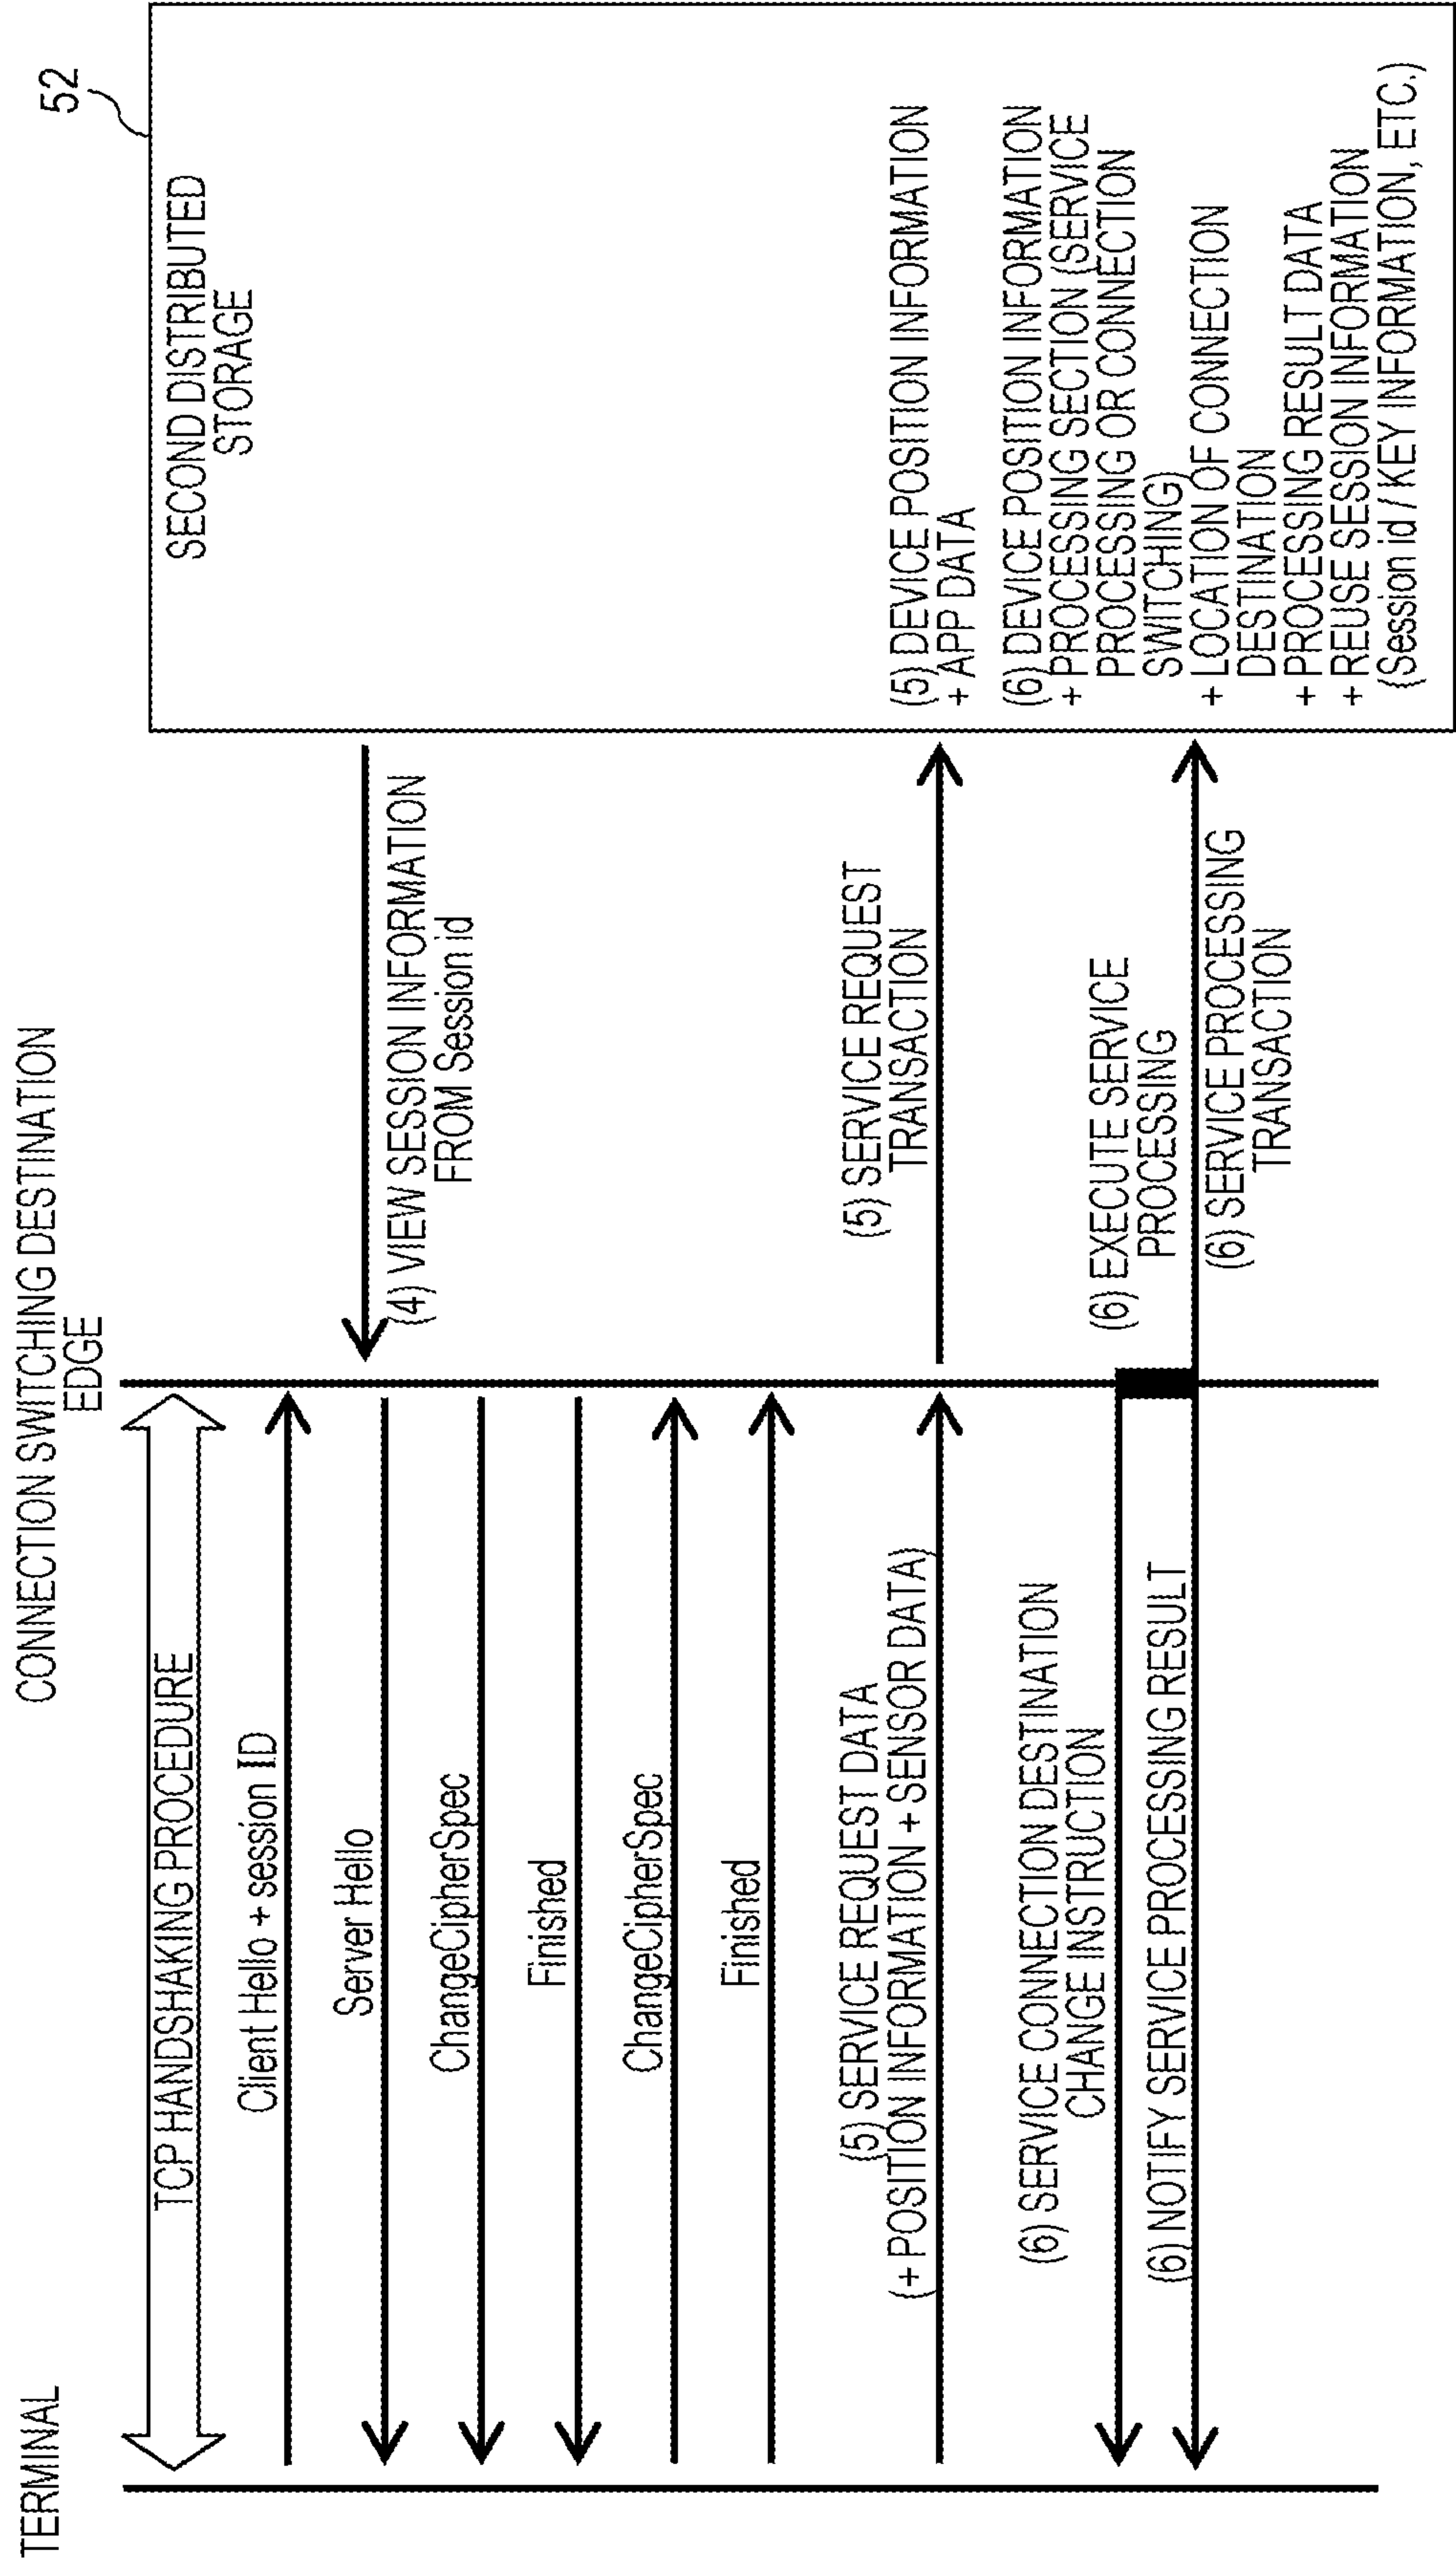 TERMINAL
CONNECTION SWITCHING DESTINATION
EDGE
52
SECOND DISTRIBUTED
STORAGE
TCP HANDSHAKING PROCEDURE
Client Hello + session ID
Server Hello
(4) VIEW SESSION INFORMATION
FROM Session id
ChangeCipherSpec
Finished
ChangeCipherSpec
Finished
(5) SERVICE REQUEST DATA
(+ POSITION INFORMATION + SENSOR DATA)
(5) SERVICE REQUEST
TRANSACTION
(5) DEVICE POSITION INFORMATION
+ APP DATA
(6) SERVICE CONNECTION DESTINATION
CHANGE INSTRUCTION
(6) EXECUTE SERVICE
PROCESSING
(6) NOTIFY SERVICE PROCESSING RESULT
(6) SERVICE PROCESSING
TRANSACTION
(6) DEVICE POSITION INFORMATION
+ PROCESSING SECTION (SERVICE
PROCESSING OR CONNECTION
SWITCHING)
+ LOCATION OF CONNECTION
DESTINATION
+ PROCESSING RESULT DATA
+ REUSE SESSION INFORMATION
(Session id / KEY INFORMATION, ETC.)